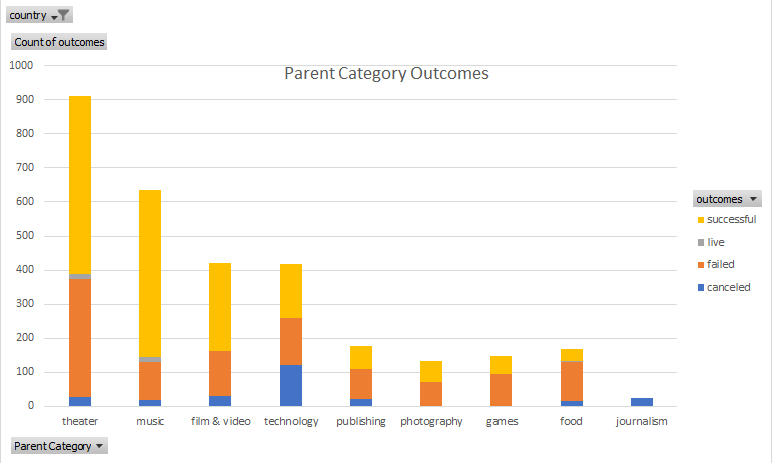 country
Count of outcomes
Parent Category Outcomes
1000
900
800
700
600
500
400
300
200
100
0
theater music film & video technology publishing photography games food journalism
outcomes
successful
live
failed
canceled
Parent Category